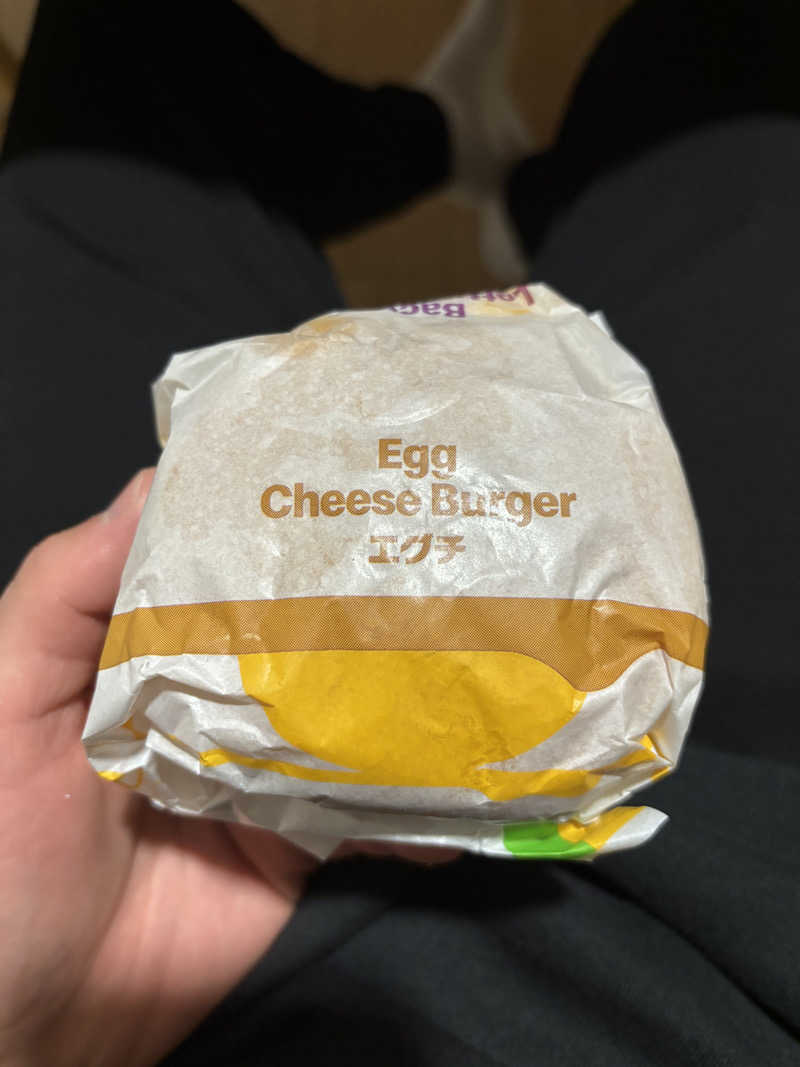 Egg
Cheese Burger
エグチ